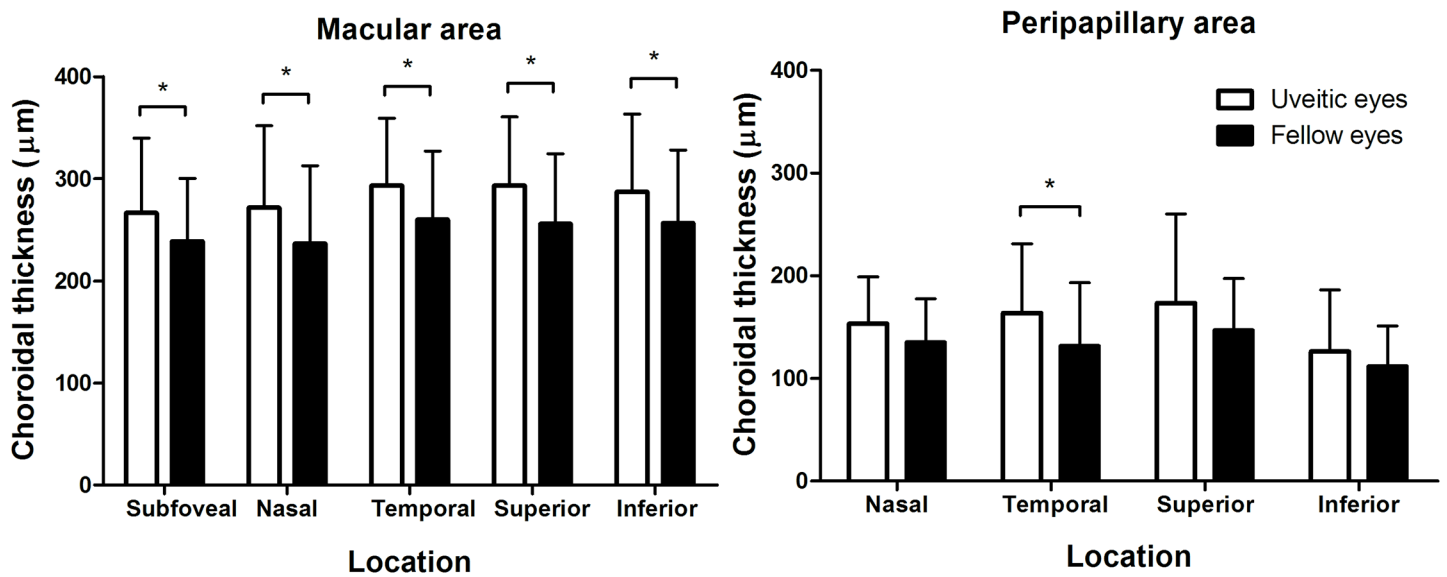 Macular area
Choroidal thickness (μm)
400
300
200
100
0
*
*
*
*
*
Subfoveal
Nasal
Temporal
Superior
Inferior
Location
Peripapillary area
Choroidal thickness (μm)
400
300
200
100
0
Uveitic eyes
Fellow eyes
*
Nasal
Temporal
Superior
Inferior
Location